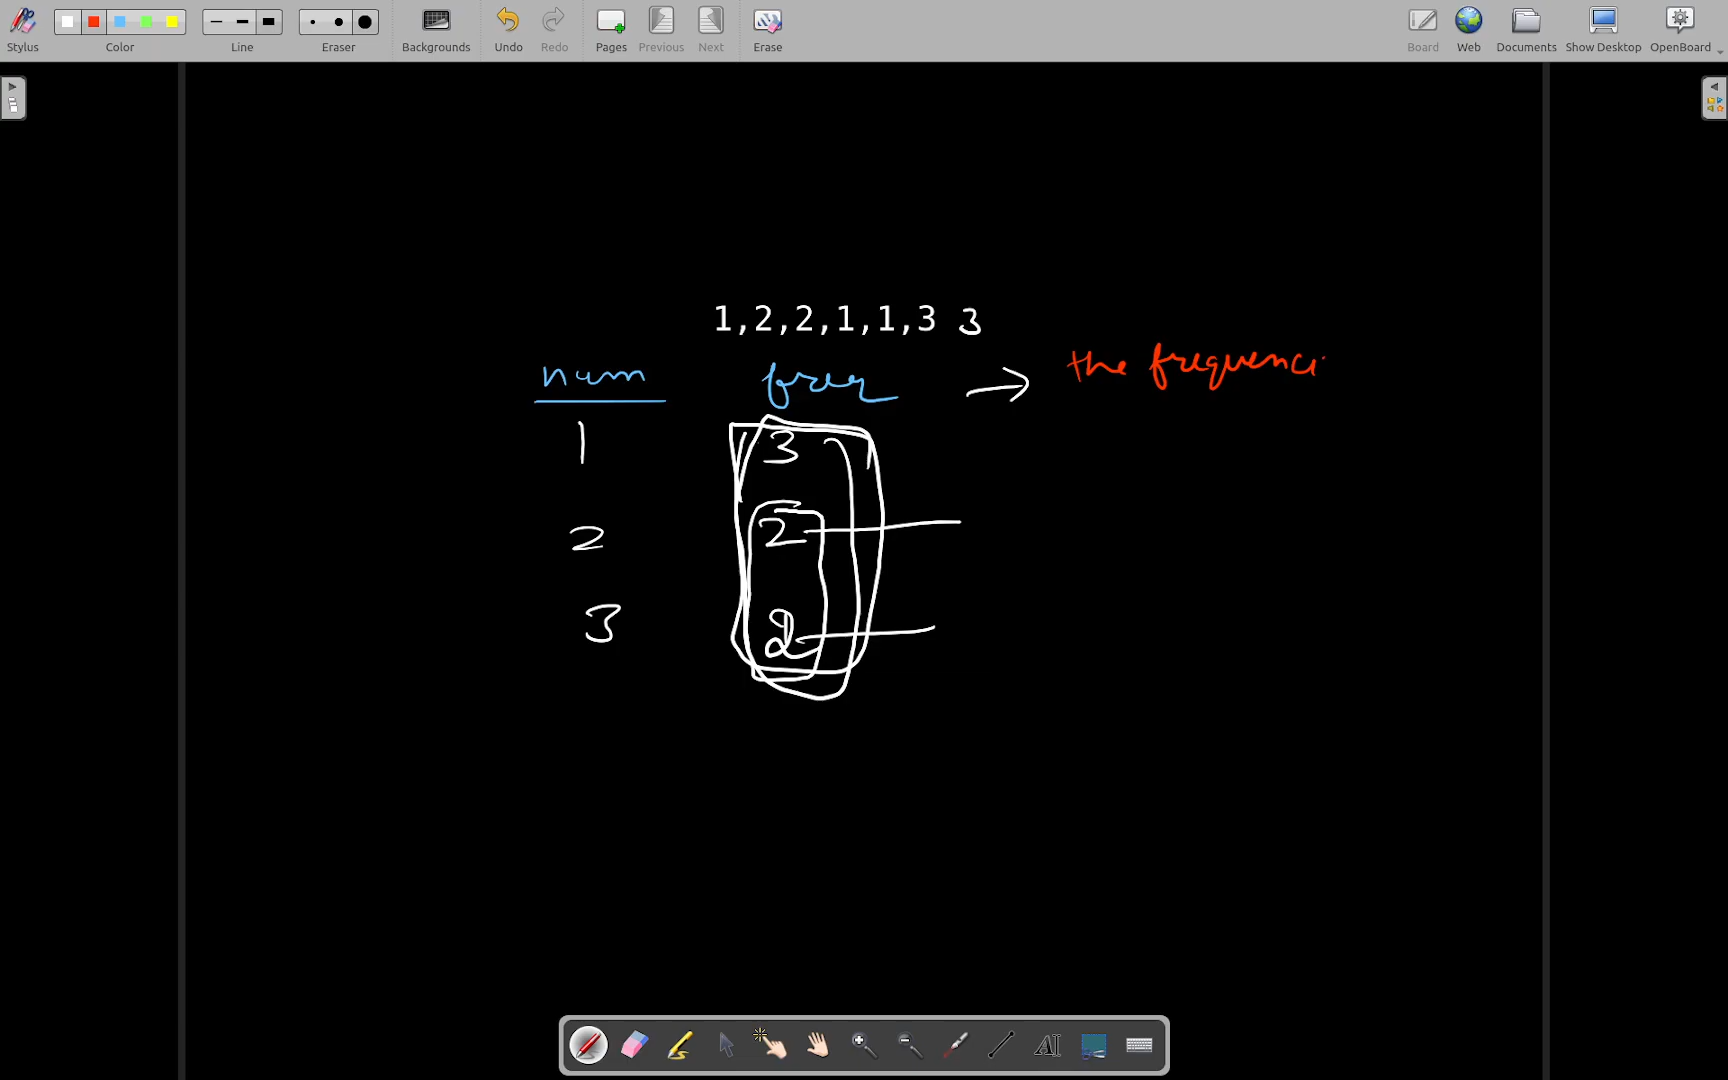 Stylus Color Line Eraser Backgrounds Undo Redo Pages Previous Next Erase Board Web Documents Show Desktop OpenBoard
1,2,2,1,1,3 3
num freq → the frequenci
1 3
2 2
3 2
AI